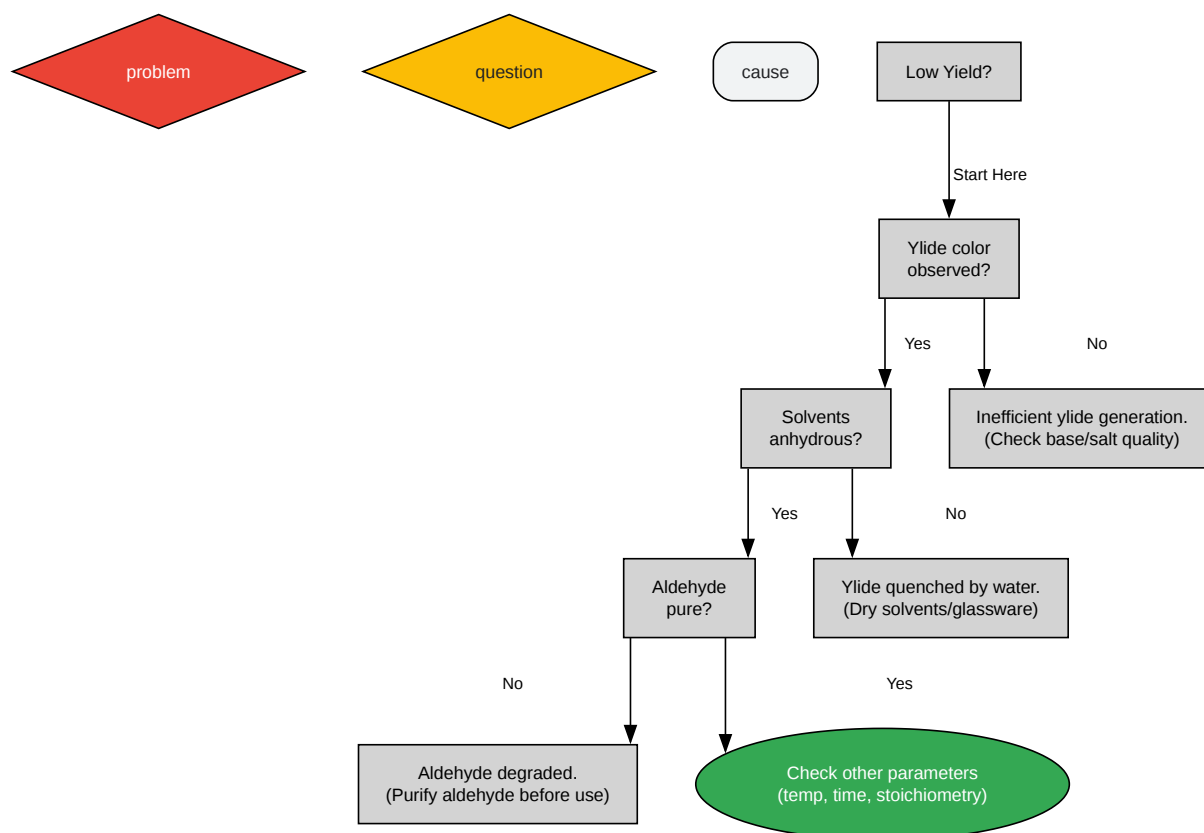 problem
question
cause
Low Yield?
Start Here
Ylide color
observed?
Yes
No
Solvents
anhydrous?
Inefficient ylide generation.
(Check base/salt quality)
Yes
No
Aldehyde
pure?
Ylide quenched by water.
(Dry solvents/glassware)
No
Yes
Aldehyde degraded.
(Purify aldehyde before use)
Check other parameters
(temp, time, stoichiometry)